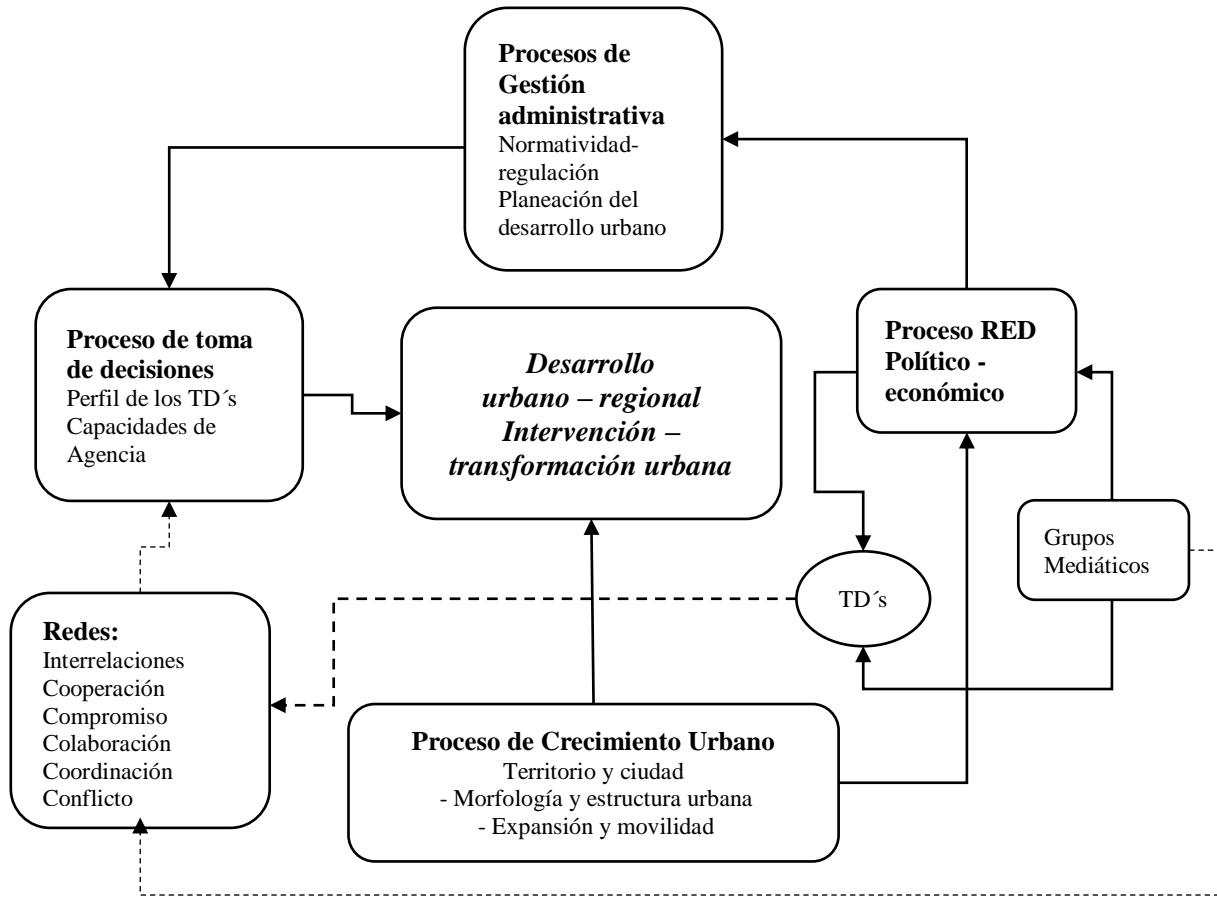 Procesos de
Gestión
administrativa
Normatividad-
regulación
Planeación del
desarrollo urbano
Proceso de toma
de decisiones
Perfil de los TD´s
Capacidades de
Agencia
Desarrollo
urbano – regional
Intervención –
transformación urbana
Proceso RED
Político -
económico
Grupos
Mediáticos
TD´s
Redes:
Interrelaciones
Cooperación
Compromiso
Colaboración
Coordinación
Conflicto
Proceso de Crecimiento Urbano
Territorio y ciudad
- Morfología y estructura urbana
- Expansión y movilidad